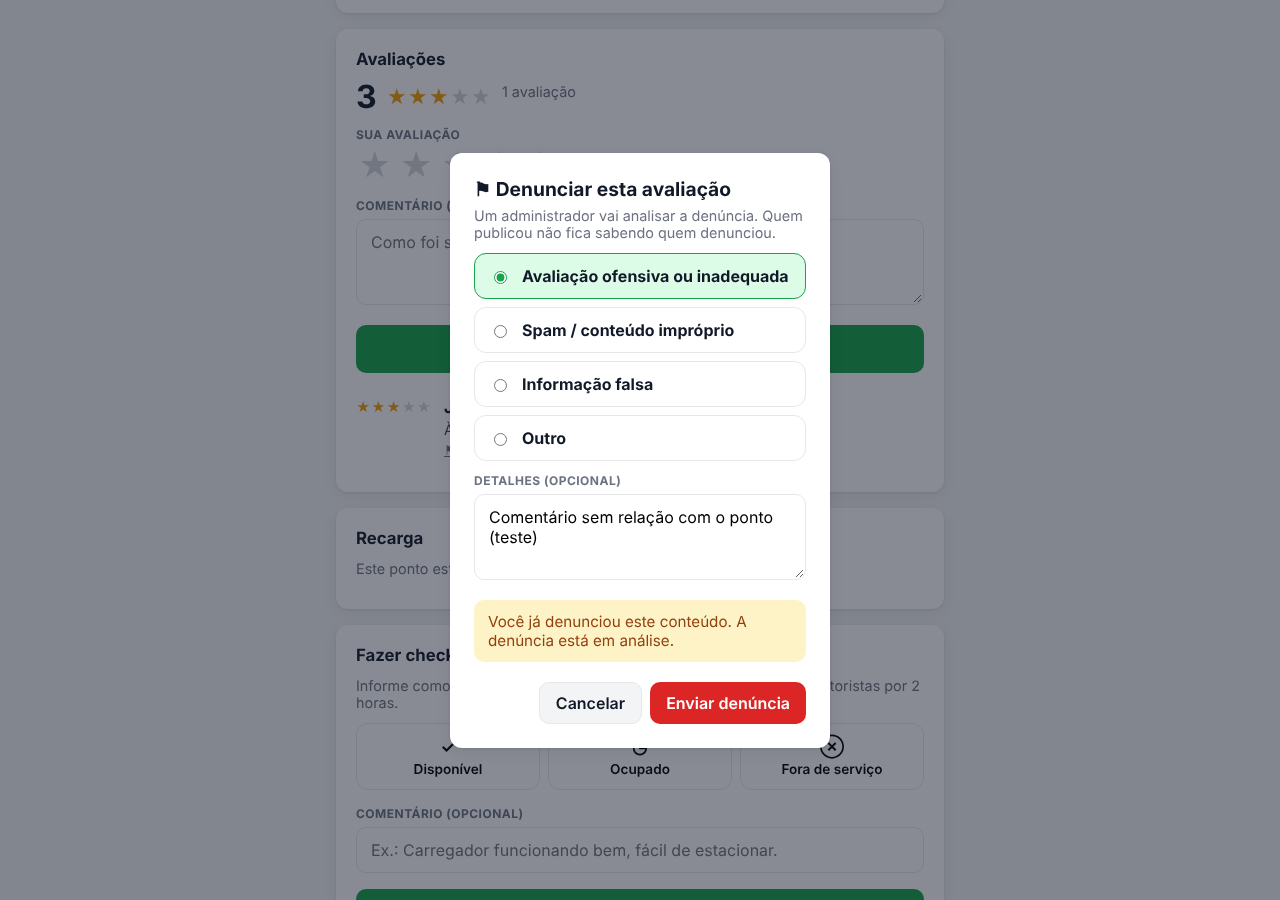 Avaliações
3 ★★★★★ 1 avaliação
SUA AVALIAÇÃO
COMENTÁRIO (
Como foi s
⚑ Denunciar esta avaliação
Um administrador vai analisar a denúncia. Quem
publicou não fica sabendo quem denunciou.
Avaliação ofensiva ou inadequada
Spam / conteúdo impróprio
Informação falsa
Outro
DETALHES (OPCIONAL)
Comentário sem relação com o ponto
(teste)
Você já denunciou este conteúdo. A
denúncia está em análise.
Cancelar
Enviar denúncia
Recarga
Este ponto es
Fazer check
Informe como
toristas por 2
horas.
Disponível
Ocupado
Fora de serviço
COMENTÁRIO (OPCIONAL)
Ex.: Carregador funcionando bem, fácil de estacionar.